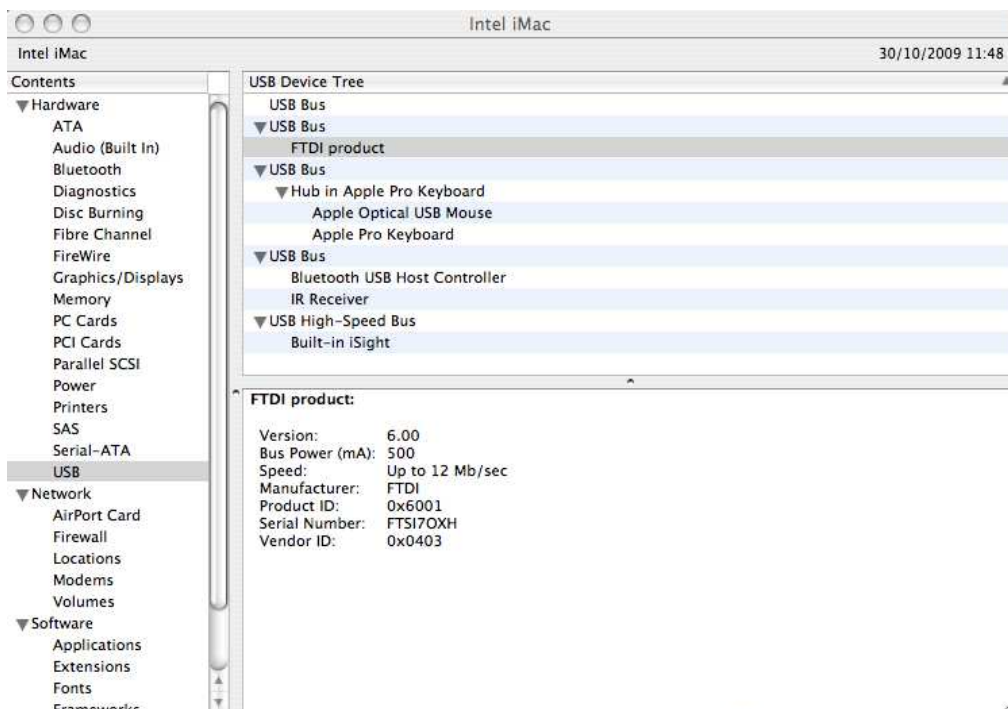 Intel iMac
Intel iMac 30/10/2009 11:48
Contents
Hardware
ATA
Audio (Built In)
Bluetooth
Diagnostics
Disc Burning
Fibre Channel
FireWire
Graphics/Displays
Memory
PC Cards
PCI Cards
Parallel SCSI
Power
Printers
SAS
Serial-ATA
USB
Network
AirPort Card
Firewall
Locations
Modems
Volumes
Software
Applications
Extensions
Fonts
Frameworks
USB Device Tree
USB Bus
USB Bus
FTDI product
USB Bus
Hub in Apple Pro Keyboard
Apple Optical USB Mouse
Apple Pro Keyboard
USB Bus
Bluetooth USB Host Controller
IR Receiver
USB High-Speed Bus
Built-in iSight
FTDI product:
Version: 6.00
Bus Power (mA): 500
Speed: Up to 12 Mb/sec
Manufacturer: FTDI
Product ID: 0x6001
Serial Number: FTSI7OXH
Vendor ID: 0x0403